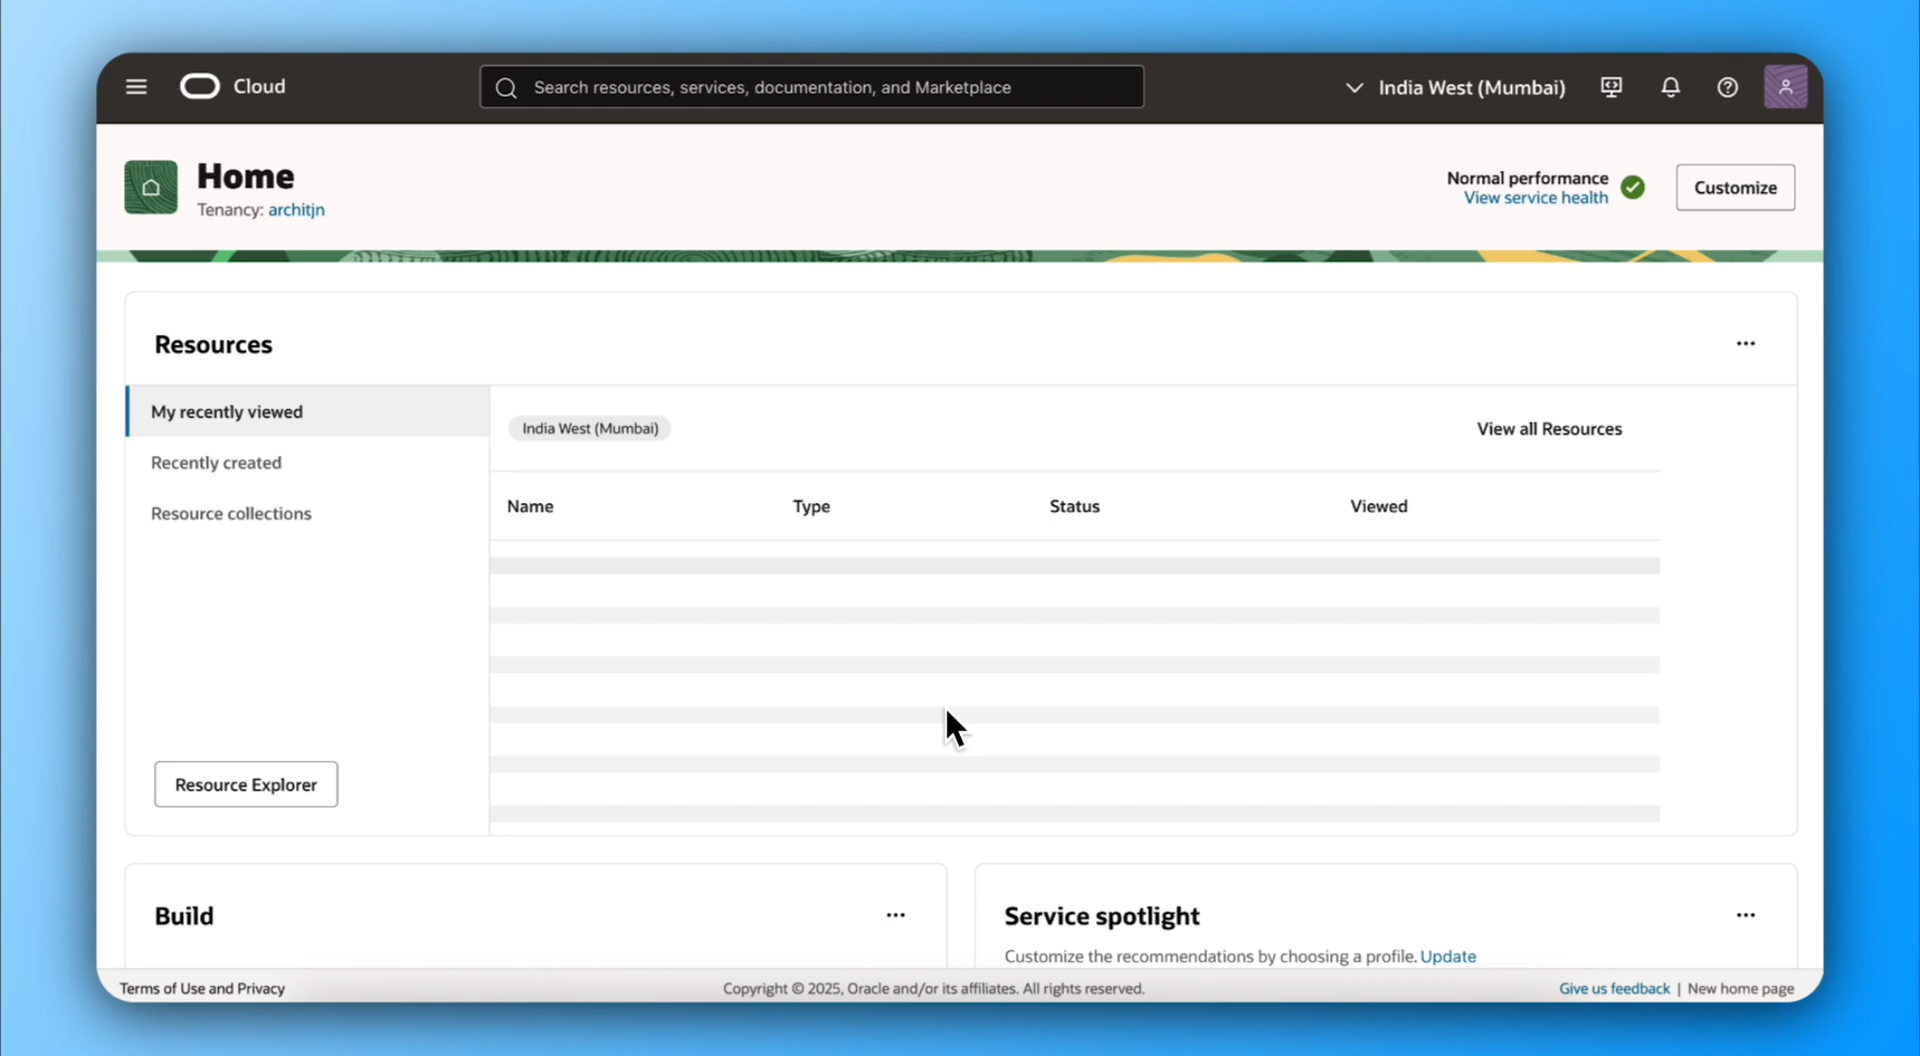 Cloud
Search resources, services, documentation, and Marketplace
India West (Mumbai)
Home
Tenancy: architjn
Normal performance
View service health
Customize
Resources
My recently viewed
Recently created
Resource collections
Resource Explorer
India West (Mumbai)
View all Resources
Name Type Status Viewed
Build
Service spotlight
Customize the recommendations by choosing a profile. Update
Terms of Use and Privacy
Copyright © 2025, Oracle and/or its affiliates. All rights reserved.
Give us feedback | New home page